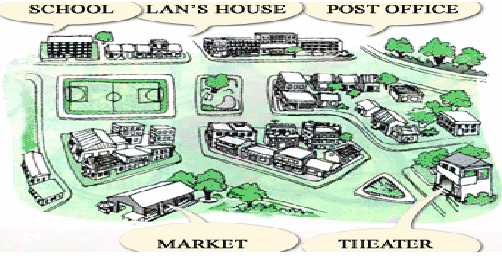 SCHOOL
LAN'S HOUSE
POST OFFICE
MARKET
THEATER